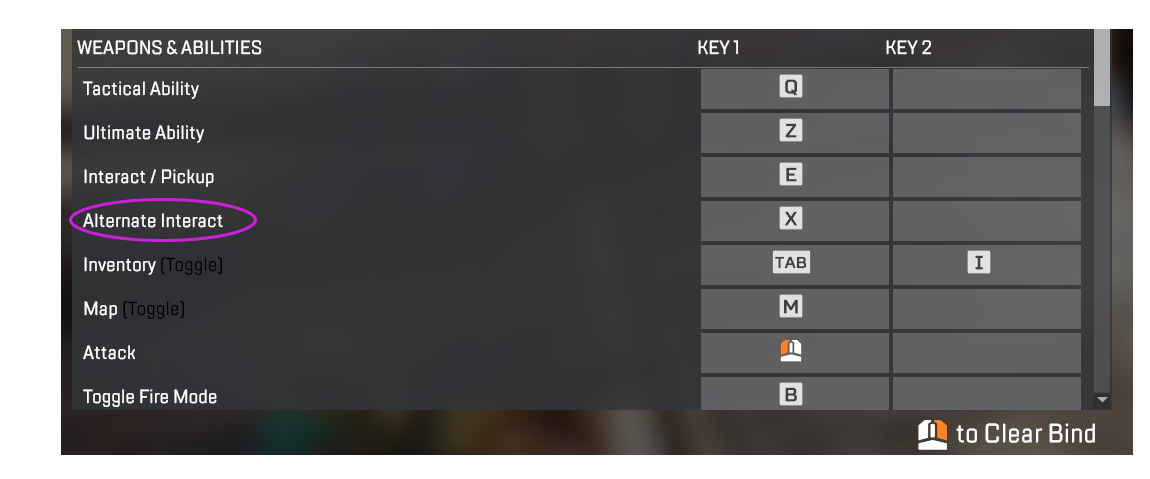 WEAPONS & ABILITIES KEY 1 KEY 2
Tactical Ability Q
Ultimate Ability Z
Interact / Pickup E
Alternate Interact X
Inventory (Toggle) TAB I
Map (Toggle) M
Attack
Toggle Fire Mode B
to Clear Bind